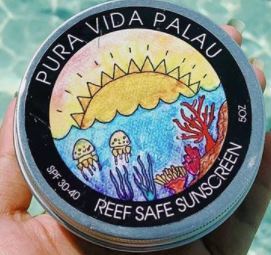 PURA VIDA PALAU
SPF 30-40
REEF SAFE SUNSCREEN
5OZ